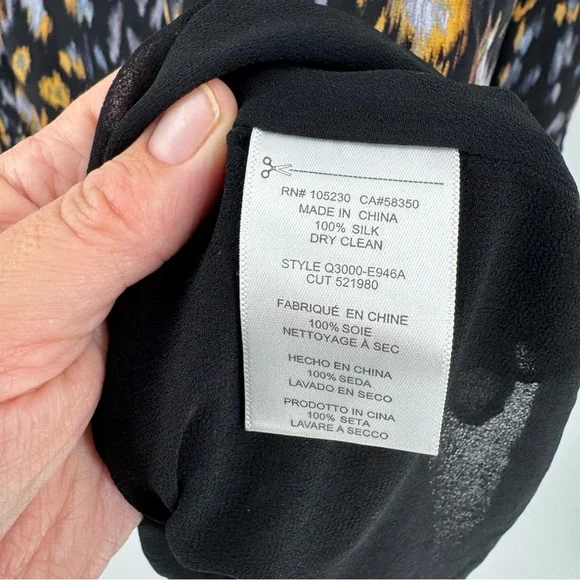 RN# 105230 CA#58350
MADE IN CHINA
100% SILK
DRY CLEAN
STYLE Q3000-E946A
CUT 521980
FABRIQUÉ EN CHINE
100% SOIE
NETTOYAGE À SEC
HECHO EN CHINA
100% SEDA
LAVADO EN SECO
PRODOTTO IN CINA
100% SETA
LAVARE A SECCO